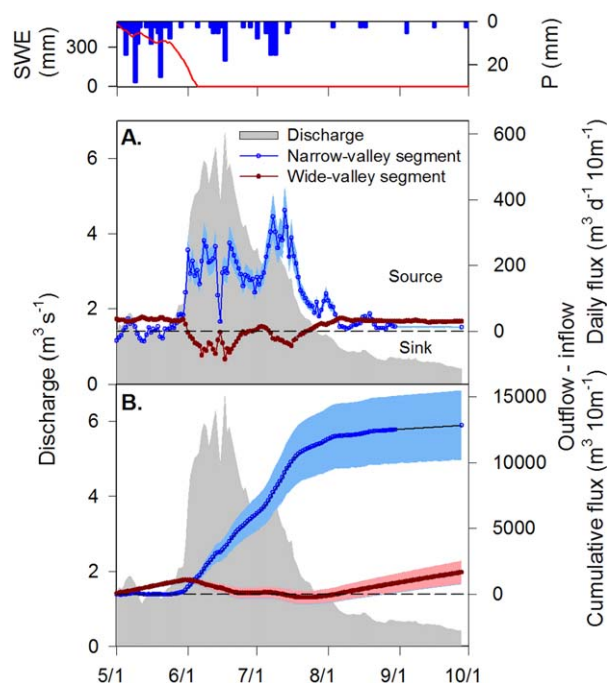 SWE
(mm)
300
0
0
20
P (mm)
A.
Discharge
Narrow-valley segment
Wide-valley segment
6
4
2
0
600
400
200
0
Source
Sink
Daily flux (m³ d⁻¹ 10m⁻¹)
Discharge (m³ s⁻¹)
Outflow - inflow
B.
6
4
2
0
15000
10000
5000
0
Cumulative flux (m³ 10m⁻¹)
5/1 6/1 7/1 8/1 9/1 10/1